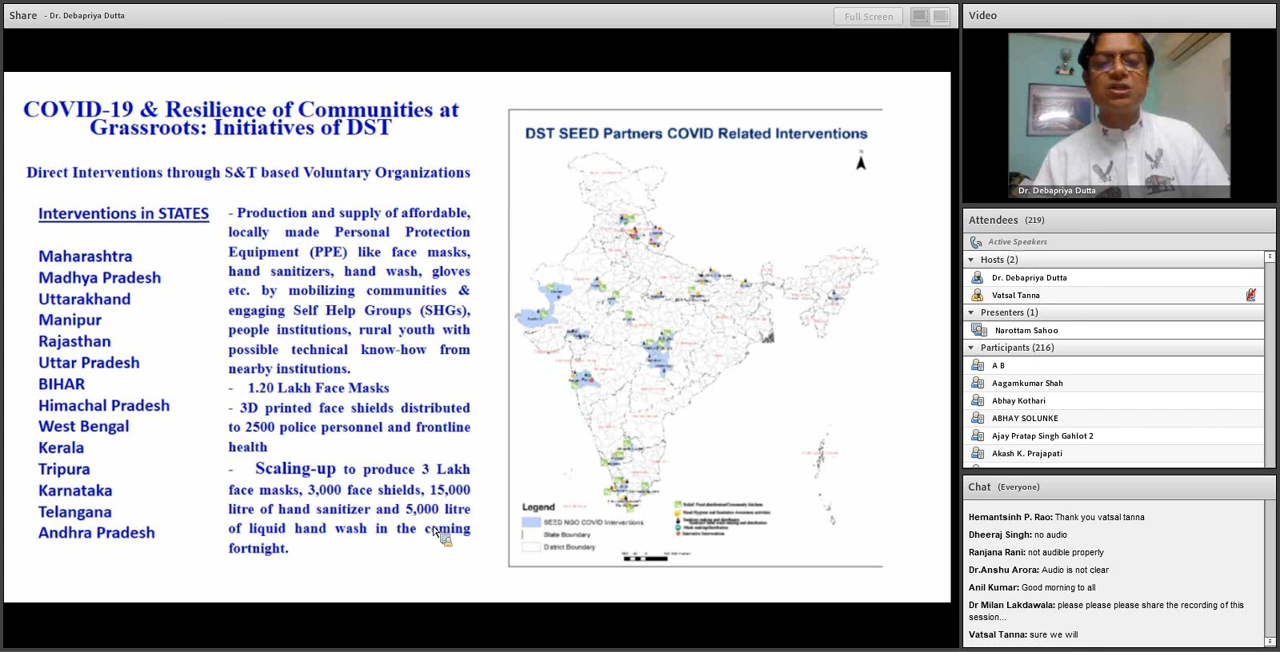 Share - Dr. Debapriya Dutta
Full Screen
COVID-19 & Resilience of Communities at
Grassroots: Initiatives of DST
Direct Interventions through S&T based Voluntary Organizations
Interventions in STATES
Maharashtra
Madhya Pradesh
Uttarakhand
Manipur
Rajasthan
Uttar Pradesh
BIHAR
Himachal Pradesh
West Bengal
Kerala
Tripura
Karnataka
Telangana
Andhra Pradesh
- Production and supply of affordable,
locally made Personal Protection
Equipment (PPE) like face masks,
hand sanitizers, hand wash, gloves
etc. by mobilizing communities &
engaging Self Help Groups (SHGs),
people institutions, rural youth with
possible technical know-how from
nearby institutions.
- 1.20 Lakh Face Masks
- 3D printed face shields distributed
to 2500 police personnel and frontline
health
- Scaling-up to produce 3 Lakh
face masks, 3,000 face shields, 15,000
litre of hand sanitizer and 5,000 litre
of liquid hand wash in the coming
fortnight.
DST SEED Partners COVID Related Interventions
N
Legend
SEED NGO COVID Interventions
State Boundary
District Boundary
Video
Dr. Debapriya Dutta
Attendees (219)
Active Speakers
Hosts (2)
Dr. Debapriya Dutta
Vatsal Tanna
Presenters (1)
Narottam Sahoo
Participants (216)
A B
Aagamkumar Shah
Abhay Kothari
ABHAY SOLUNKE
Ajay Pratap Singh Gahlot 2
Akash K. Prajapati
Chat (Everyone)
Hemantsinh P. Rao: Thank you vatsal tanna
Dheeraj Singh: no audio
Ranjana Rani: not audible properly
Dr.Anshu Arora: Audio is not clear
Anil Kumar: Good morning to all
Dr Milan Lakdawala: please please please share the recording of this
session...
Vatsal Tanna: sure we will